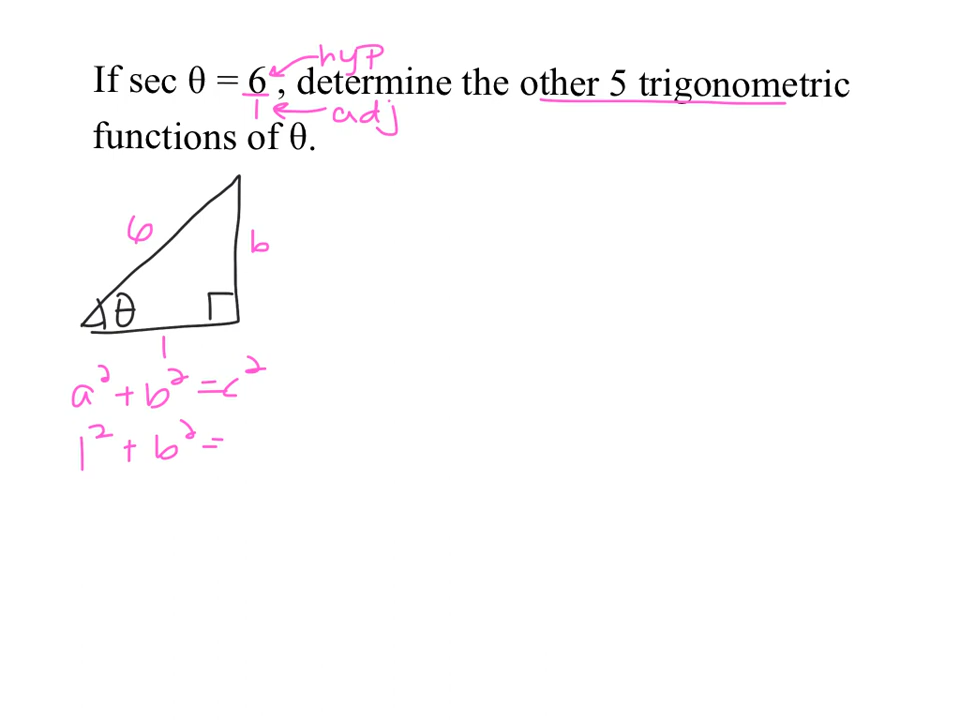 hyp
If sec θ = 6, determine the other 5 trigonometric
1 adj
functions of θ.
6
b
θ
1
a² + b² = c²
1² + b² =